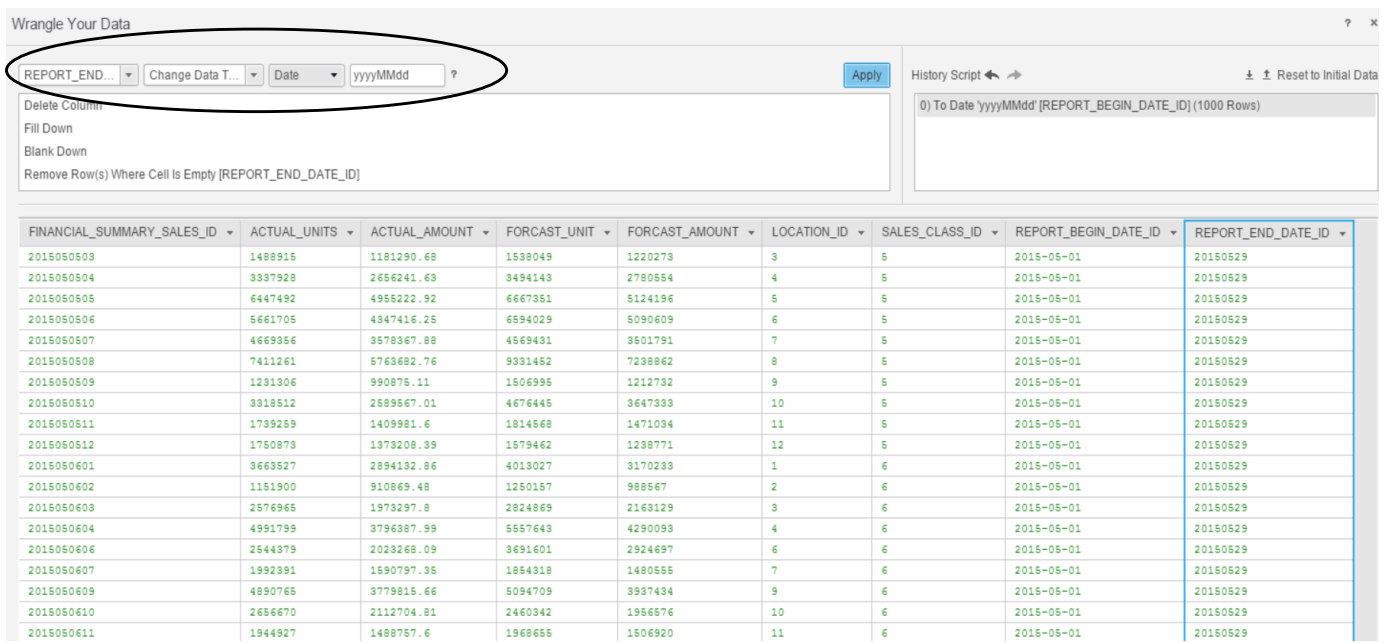 Wrangle Your Data ? ×
REPORT_END... Change Data T... Date yyyyMMdd ? Apply
Delete Column
Fill Down
Blank Down
Remove Row(s) Where Cell Is Empty [REPORT_END_DATE_ID]
History Script Reset to Initial Data
0) To Date 'yyyyMMdd' [REPORT_BEGIN_DATE_ID] (1000 Rows)
FINANCIAL_SUMMARY_SALES_ID ACTUAL_UNITS ACTUAL_AMOUNT FORCAST_UNIT FORCAST_AMOUNT LOCATION_ID SALES_CLASS_ID REPORT_BEGIN_DATE_ID REPORT_END_DATE_ID
2015050503 1488915 1181290.68 1538049 1220273 3 5 2015-05-01 20150529
2015050504 3337928 2656241.63 3494143 2780554 4 5 2015-05-01 20150529
2015050505 6447492 4955222.92 6667351 5124196 5 5 2015-05-01 20150529
2015050506 5661705 4347416.25 6594029 5090609 6 5 2015-05-01 20150529
2015050507 4669356 3578367.88 4569431 3501791 7 5 2015-05-01 20150529
2015050508 7411261 5763682.76 9331452 7238862 8 5 2015-05-01 20150529
2015050509 1231306 990875.11 1506995 1212732 9 5 2015-05-01 20150529
2015050510 3318512 2589567.01 4676445 3647333 10 5 2015-05-01 20150529
2015050511 1739259 1409981.6 1814568 1471034 11 5 2015-05-01 20150529
2015050512 1750873 1373208.39 1579462 1238771 12 5 2015-05-01 20150529
2015050601 3663527 2894132.86 4013027 3170233 1 6 2015-05-01 20150529
2015050602 1151900 910869.48 1250157 988567 2 6 2015-05-01 20150529
2015050603 2576965 1973297.8 2824869 2163129 3 6 2015-05-01 20150529
2015050604 4991799 3796387.99 5557643 4290093 4 6 2015-05-01 20150529
2015050606 2544379 2023268.09 3691601 2924697 6 6 2015-05-01 20150529
2015050607 1992391 1590797.35 1854318 1480555 7 6 2015-05-01 20150529
2015050609 4890765 3779815.66 5094709 3937434 9 6 2015-05-01 20150529
2015050610 2656670 2112704.81 2460342 1956576 10 6 2015-05-01 20150529
2015050611 1944927 1488757.6 1968655 1506920 11 6 2015-05-01 20150529